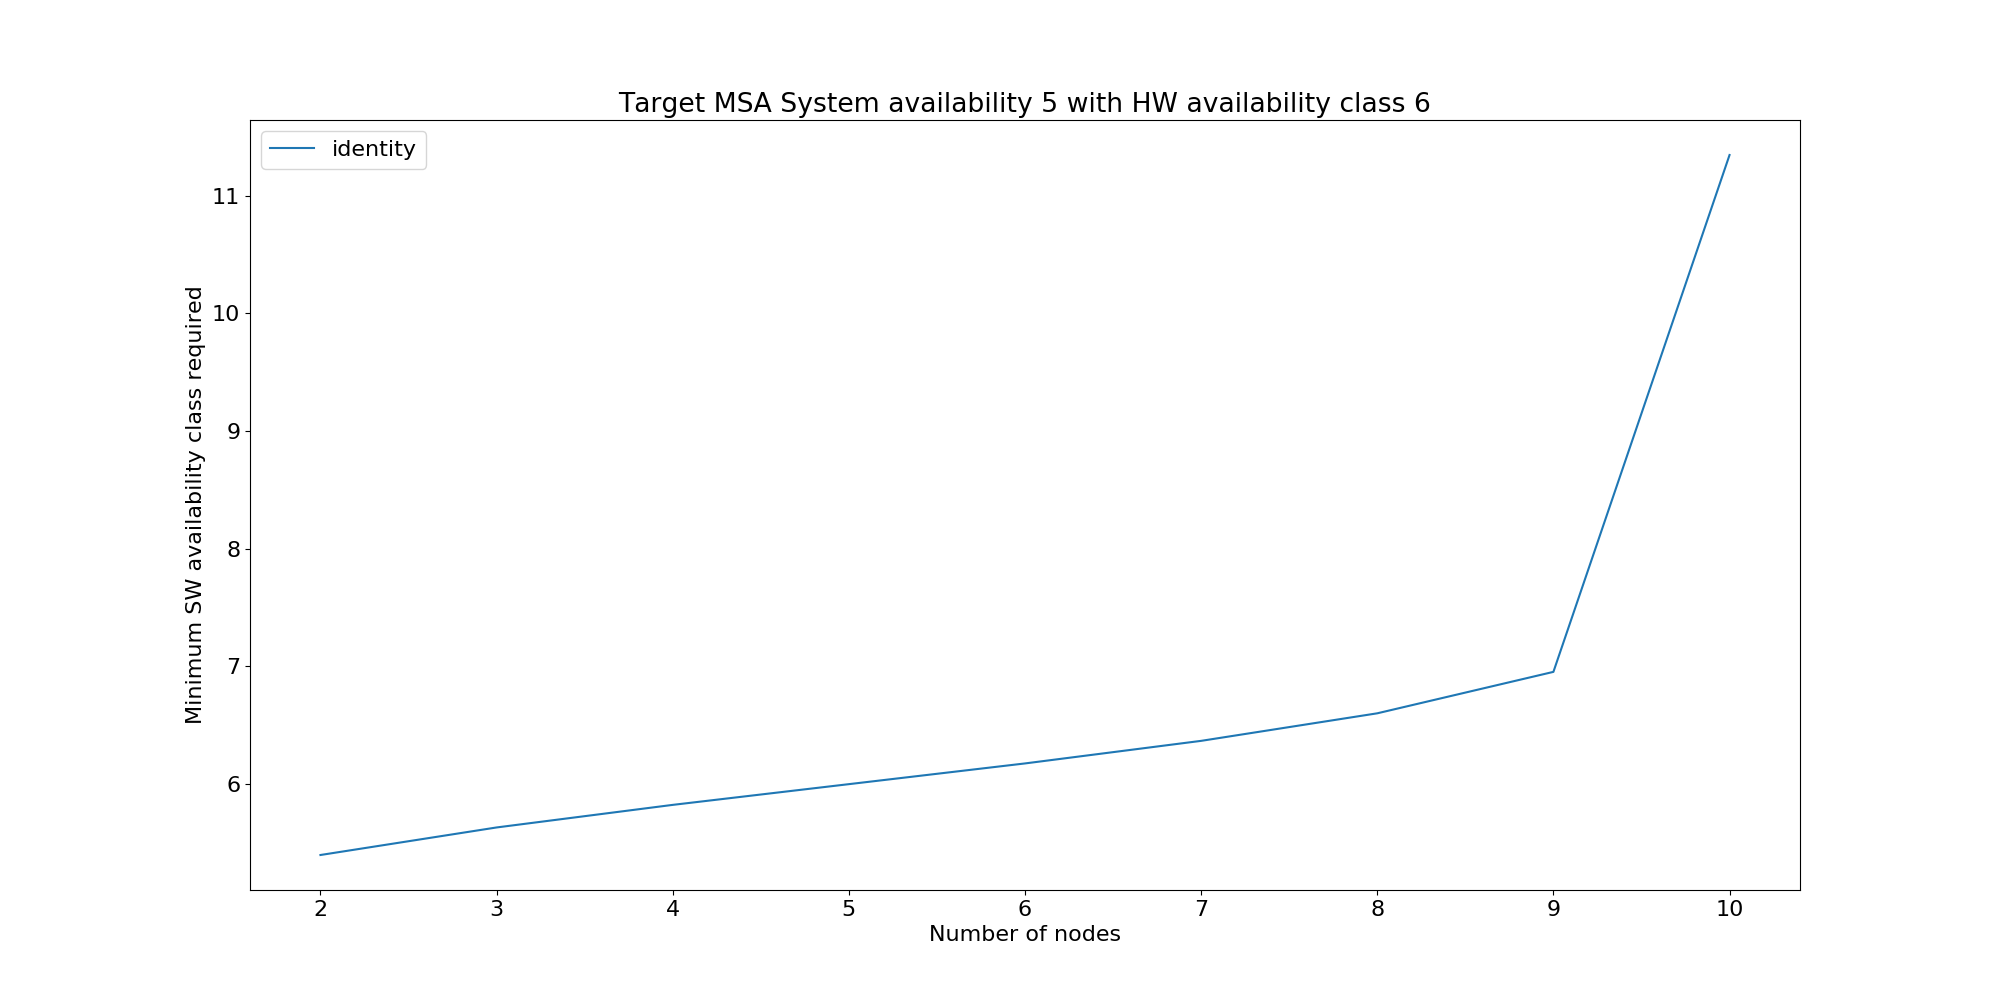 Target MSA System availability 5 with HW availability class 6
identity
Minimum SW availability class required
11
10
9
8
7
6
2 3 4 5 6 7 8 9 10
Number of nodes